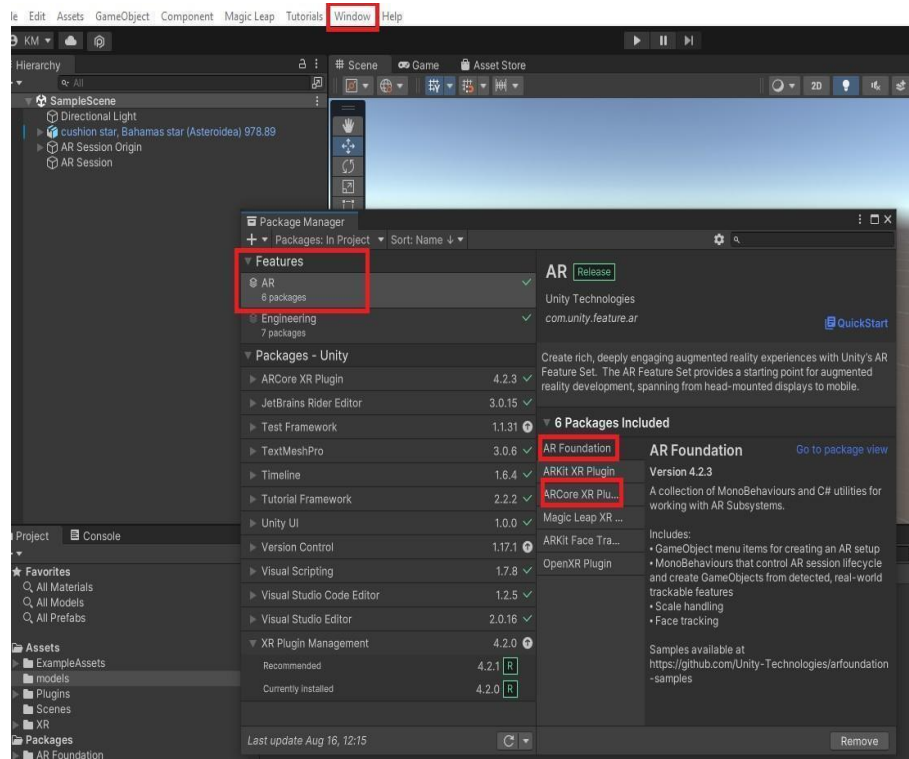 le Edit Assets GameObject Component Magic Leap Tutorials Window Help
KM
Hierarchy
All
SampleScene
Directional Light
cushion star, Bahamas star (Asteroidea) 978.89
AR Session Origin
AR Session
# Scene Game Asset Store
2D
Package Manager
Packages: In Project Sort: Name ↓
Features
AR
6 packages
Engineering
7 packages
Packages - Unity
ARCore XR Plugin 4.2.3
JetBrains Rider Editor 3.0.15
Test Framework 1.1.31
TextMeshPro 3.0.6
Timeline 1.6.4
Tutorial Framework 2.2.2
Unity UI 1.0.0
Version Control 1.17.1
Visual Scripting 1.7.8
Visual Studio Code Editor 1.2.5
Visual Studio Editor 2.0.16
XR Plugin Management 4.2.0
Recommended 4.2.1 R
Currently installed 4.2.0 R
Last update Aug 16, 12:15
AR Release
Unity Technologies
com.unity.feature.ar
QuickStart
Create rich, deeply engaging augmented reality experiences with Unity's AR
Feature Set. The AR Feature Set provides a starting point for augmented
reality development, spanning from head-mounted displays to mobile.
6 Packages Included
AR Foundation
ARKit XR Plugin
ARCore XR Plu...
Magic Leap XR ...
ARKit Face Tra...
OpenXR Plugin
AR Foundation Go to package view
Version 4.2.3
A collection of MonoBehaviours and C# utilities for
working with AR Subsystems.
Includes:
• GameObject menu items for creating an AR setup
• MonoBehaviours that control AR session lifecycle
and create GameObjects from detected, real-world
trackable features
• Scale handling
• Face tracking
Samples available at
https://github.com/Unity-Technologies/arfoundation
-samples
Remove
Project Console
Favorites
All Materials
All Models
All Prefabs
Assets
ExampleAssets
models
Plugins
Scenes
XR
Packages
AR Foundation